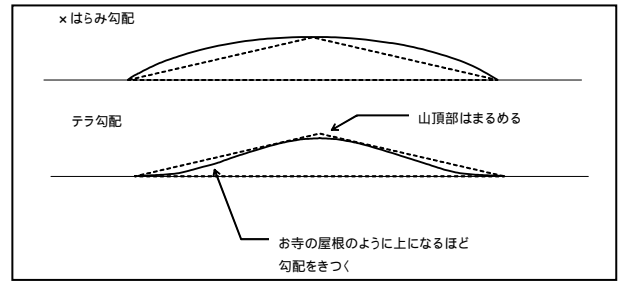 ×はらみ勾配
テラ勾配
山頂部はまるめる
お寺の屋根のように上になるほど
勾配をきつく